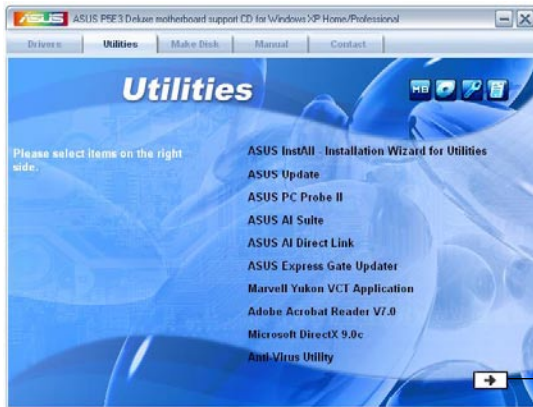 ASUS ASUS P5E3 Deluxe motherboard support CD for Windows XP Home/Professional
Drivers Utilities Make Disk Manual Contact
Utilities
MB
Please select items on the right side.
ASUS InstAll - Installation Wizard for Utilities
ASUS Update
ASUS PC Probe II
ASUS AI Suite
ASUS AI Direct Link
ASUS Express Gate Updater
Marvell Yukon VCT Application
Adobe Acrobat Reader V7.0
Microsoft DirectX 9.0c
Anti-Virus Utility